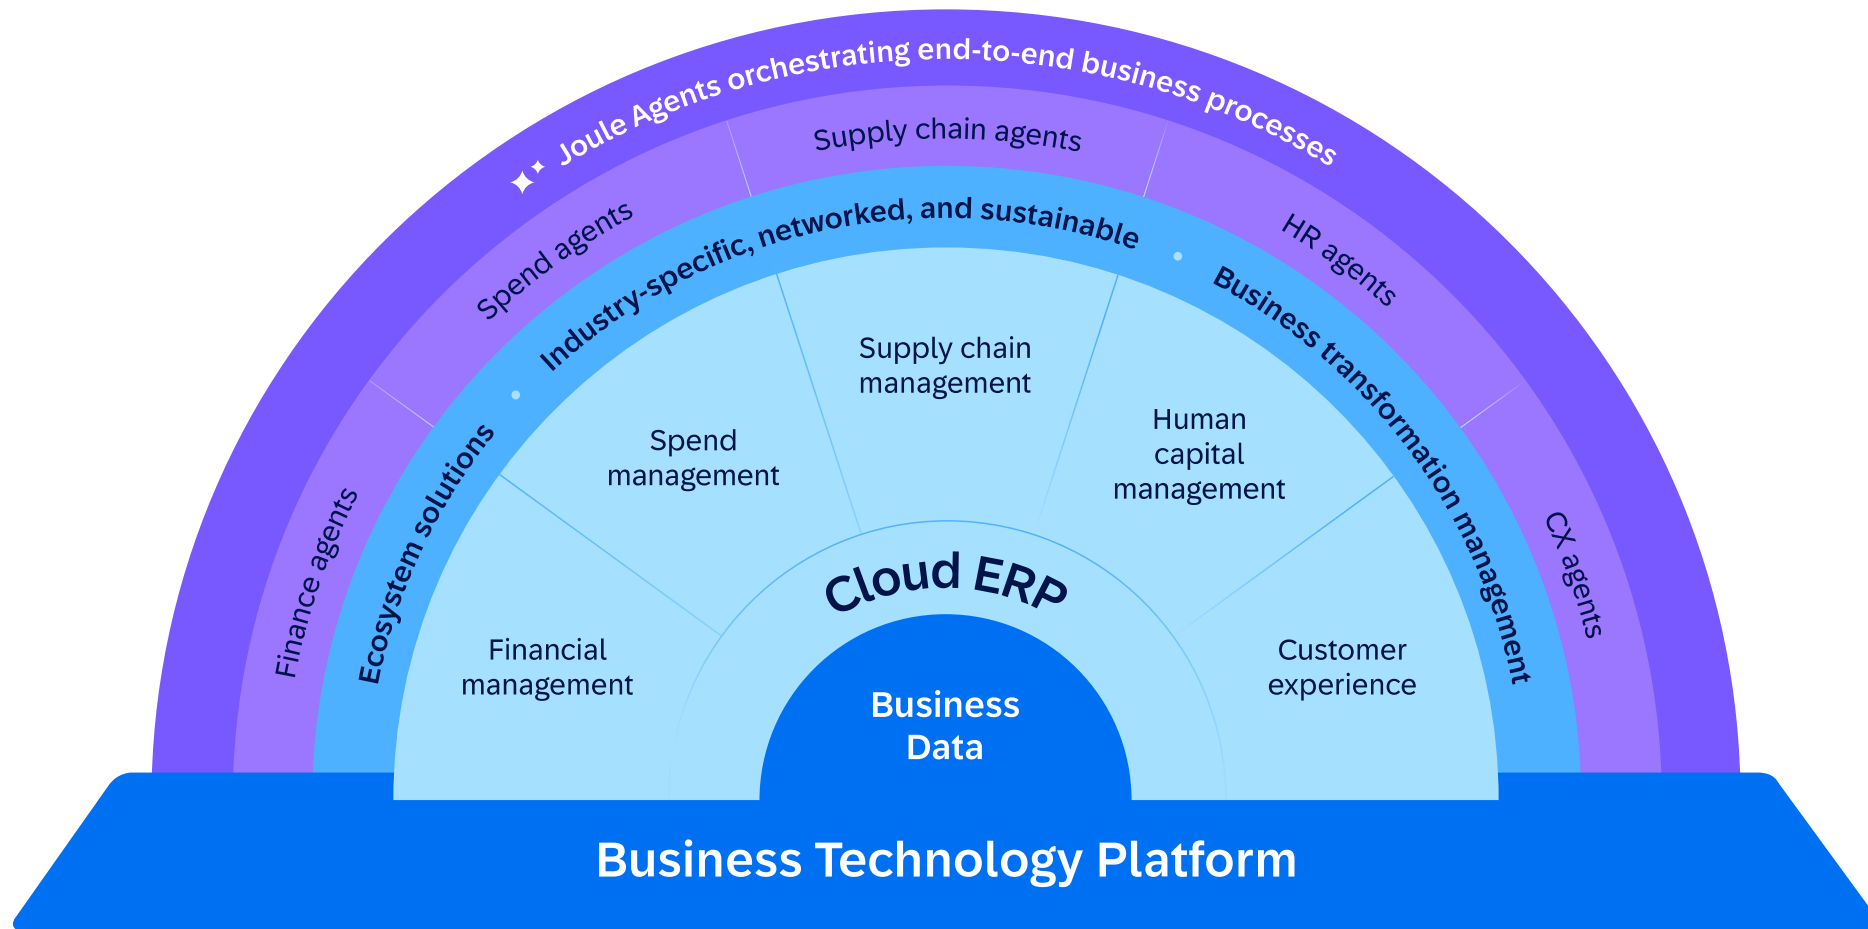 Joule Agents orchestrating end-to-end business processes
Finance agents
Spend agents
Supply chain agents
HR agents
CX agents
Ecosystem solutions
Industry-specific, networked, and sustainable
Business transformation management
Financial
management
Spend
management
Supply chain
management
Human
capital
management
Customer
experience
Cloud ERP
Business
Data
Business Technology Platform